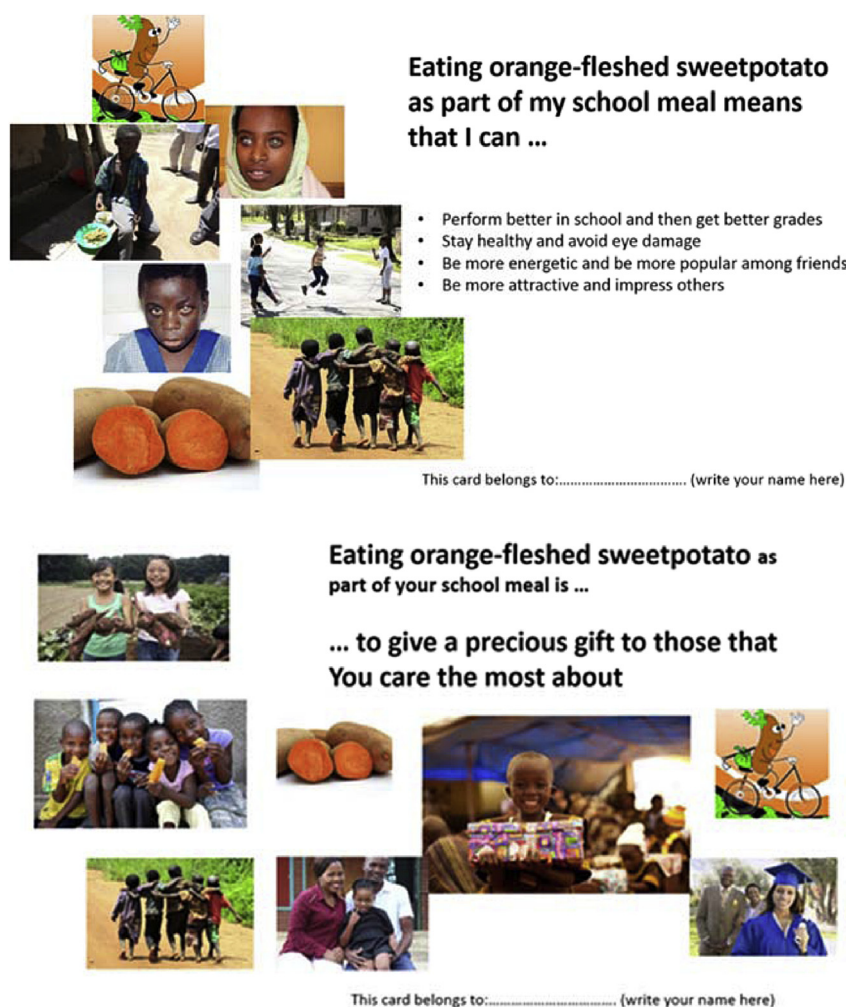 Eating orange-fleshed sweetpotato
as part of my school meal means
that I can ...
• Perform better in school and then get better grades
• Stay healthy and avoid eye damage
• Be more energetic and be more popular among friends
• Be more attractive and impress others
This card belongs to:.................................. (write your name here)
Eating orange-fleshed sweetpotato as
part of your school meal is ...
... to give a precious gift to those that
You care the most about
This card belongs to:.................................. (write your name here)